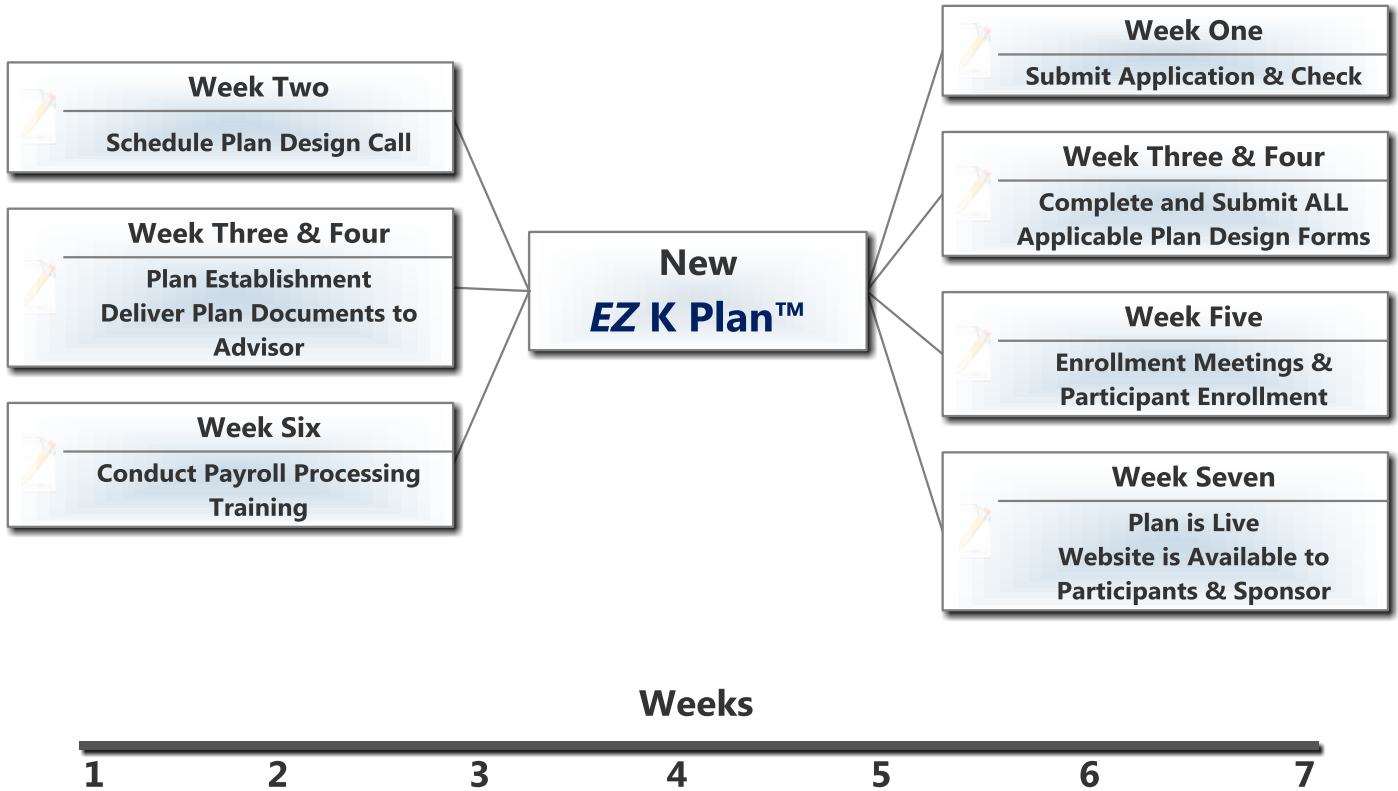 Week Two
Schedule Plan Design Call
Week Three & Four
Plan Establishment
Deliver Plan Documents to
Advisor
Week Six
Conduct Payroll Processing
Training
New
EZ K Plan™
Week One
Submit Application & Check
Week Three & Four
Complete and Submit ALL
Applicable Plan Design Forms
Week Five
Enrollment Meetings &
Participant Enrollment
Week Seven
Plan is Live
Website is Available to
Participants & Sponsor
Weeks
1 2 3 4 5 6 7